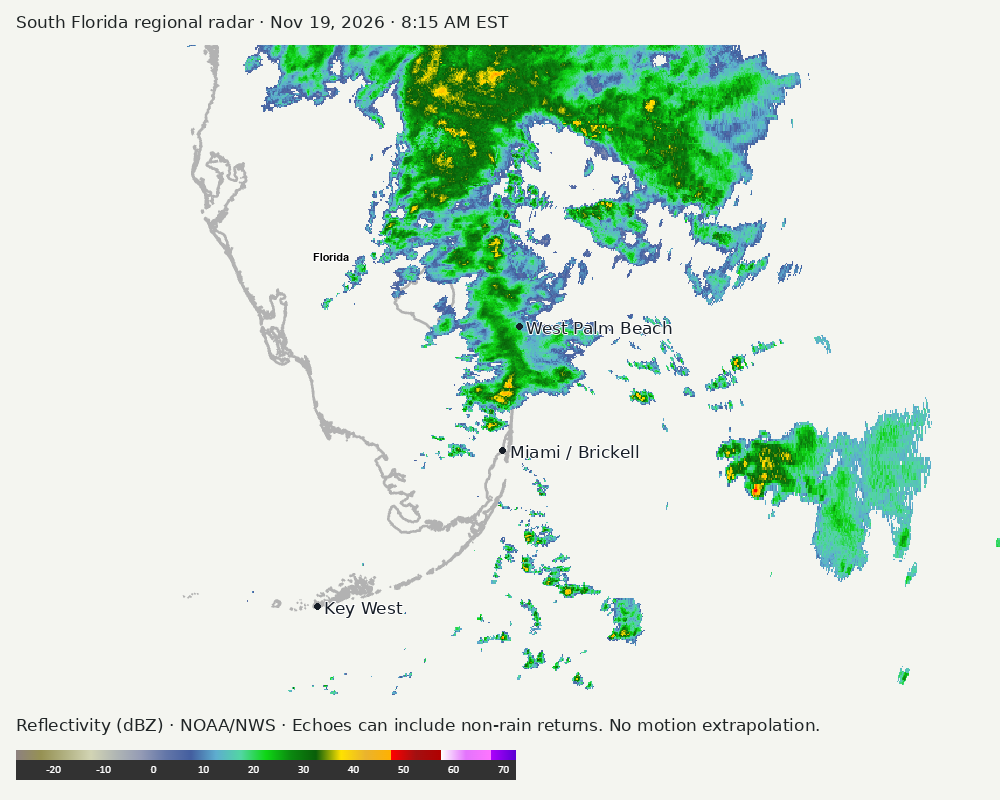 South Florida regional radar · Nov 19, 2026 · 8:15 AM EST
Florida
West Palm Beach
Miami / Brickell
Key West
Reflectivity (dBZ) · NOAA/NWS · Echoes can include non-rain returns. No motion extrapolation.
-20 -10 0 10 20 30 40 50 60 70